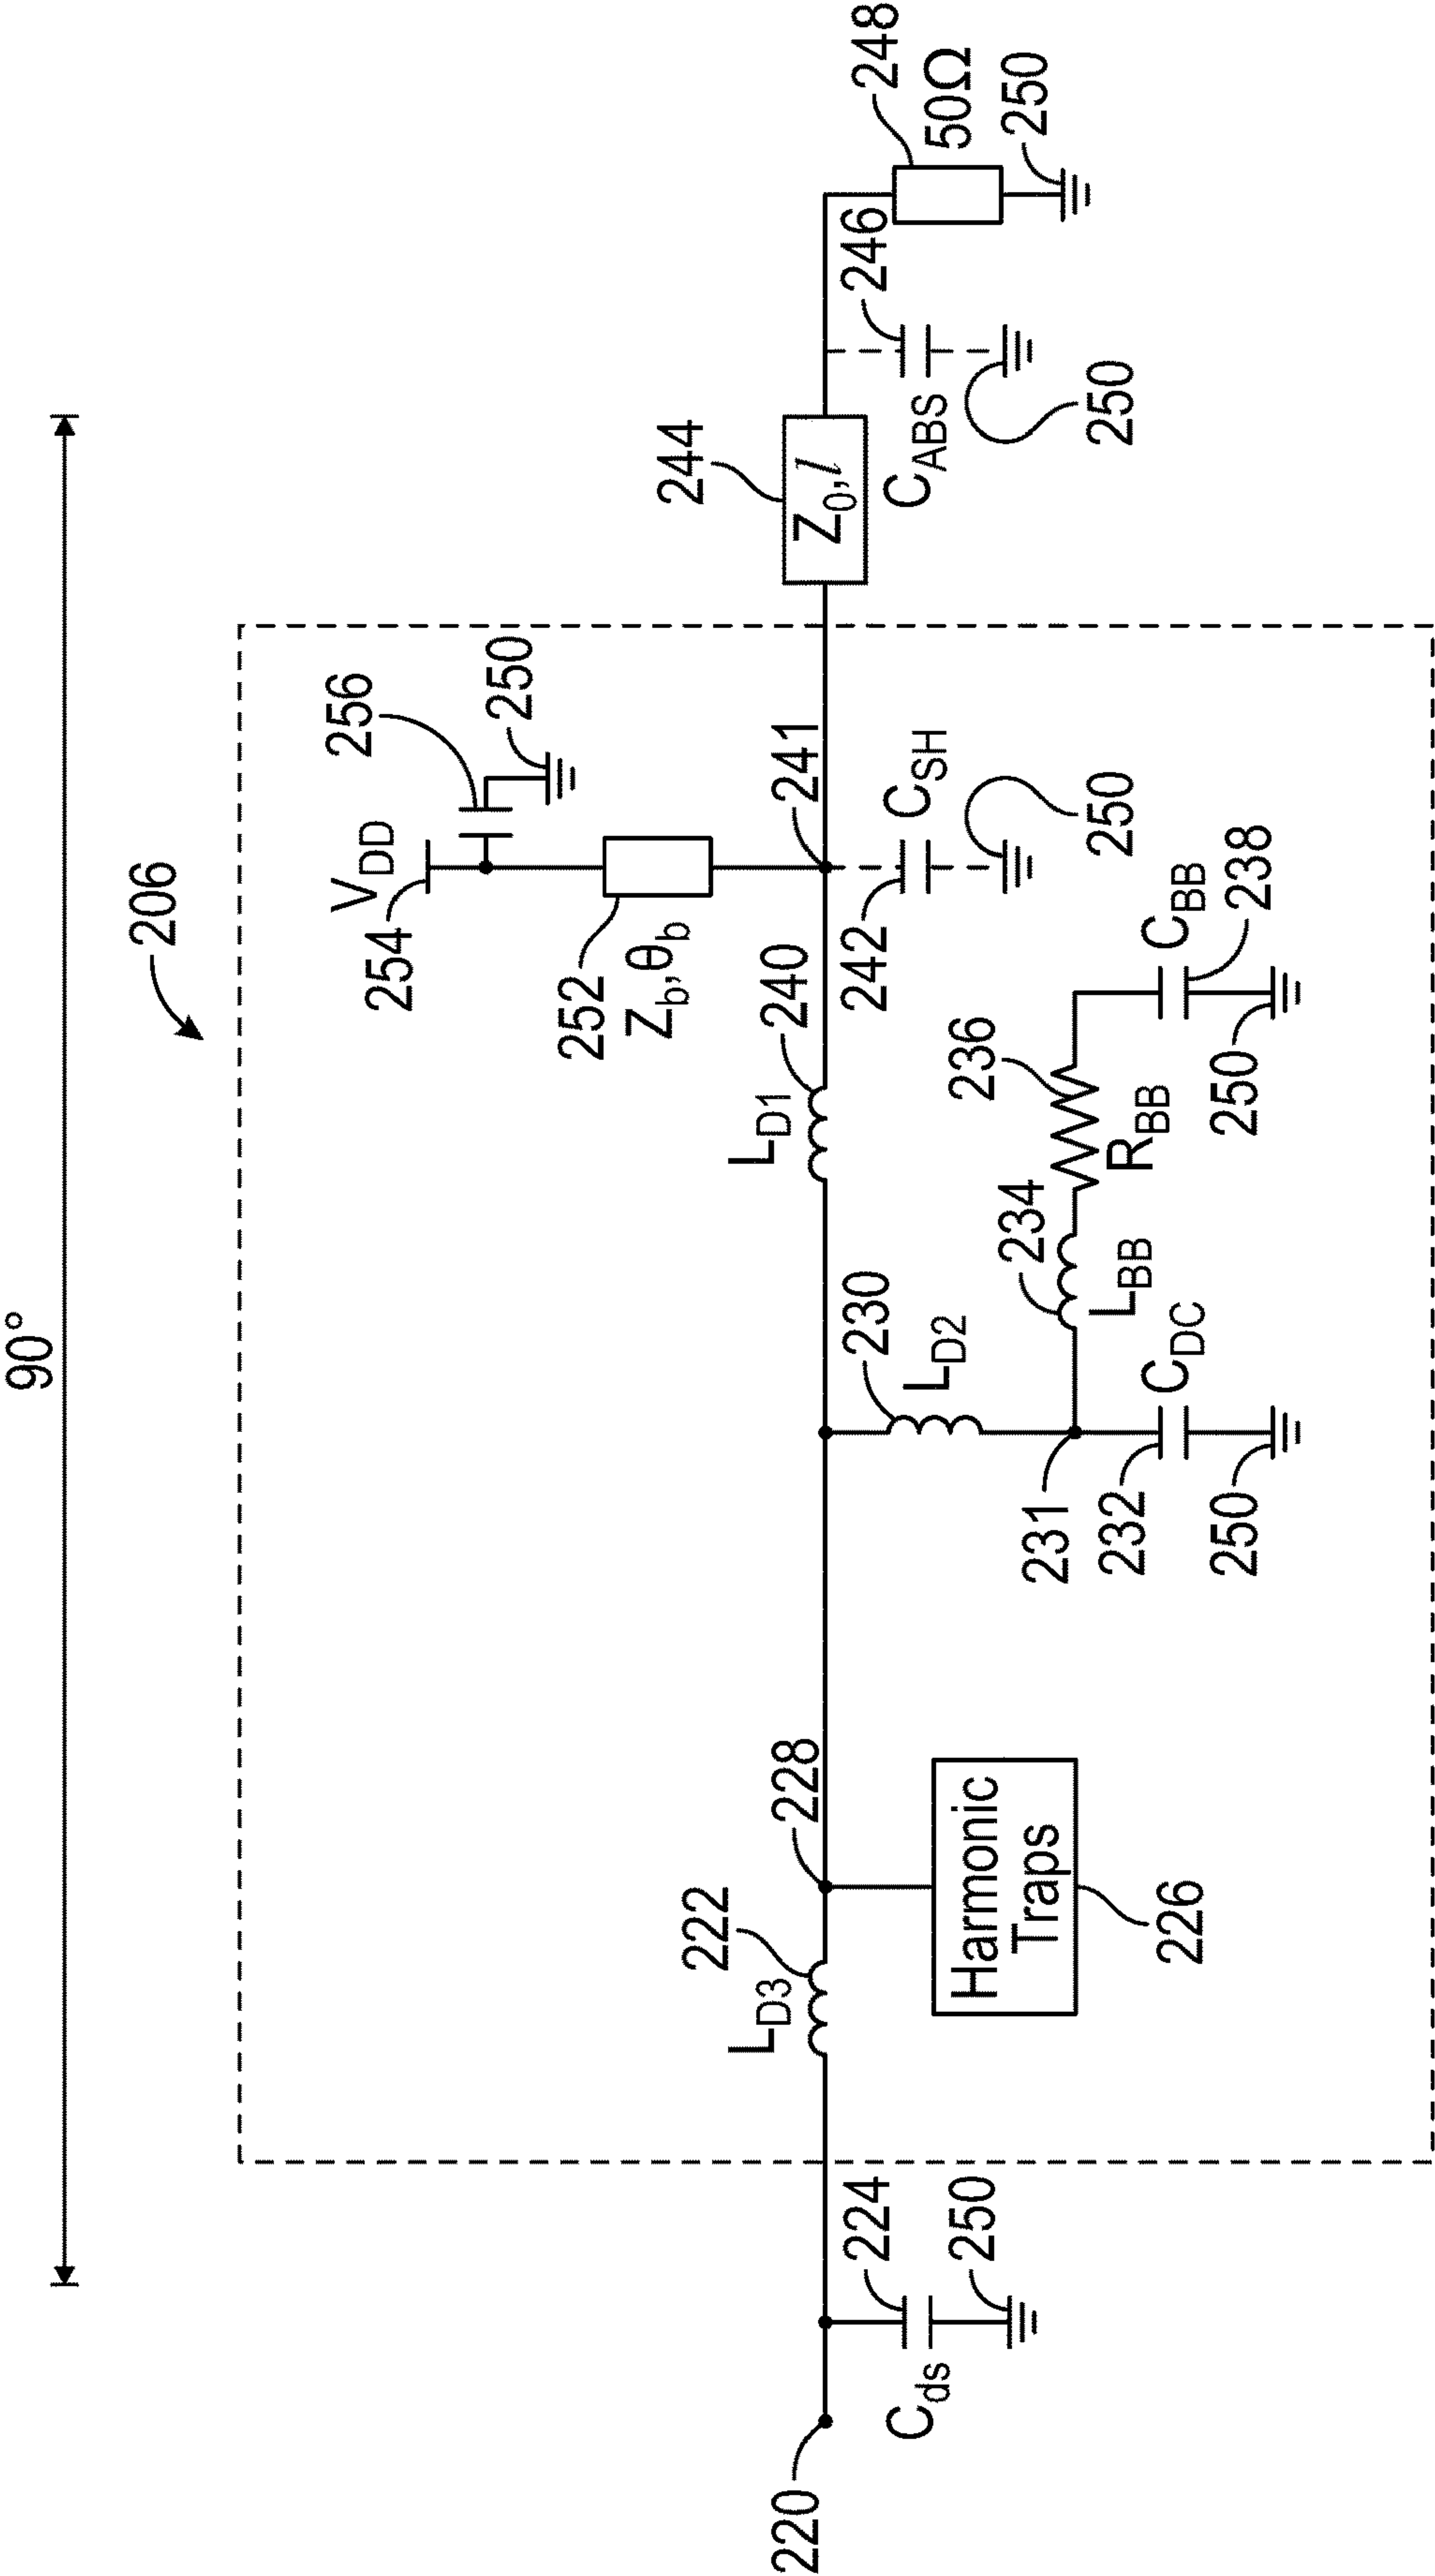 90°
206
V_DD
254
256
250
252
Z_b,θ_b
241
240
L_D1
242
C_SH
250
244
Z_0,l
246
C_ABS
250
248
50Ω
250
222
L_D3
228
Harmonic
Traps
226
230
L_D2
231
232
C_DC
250
234
L_BB
236
R_BB
C_BB
238
250
220
224
C_ds
250